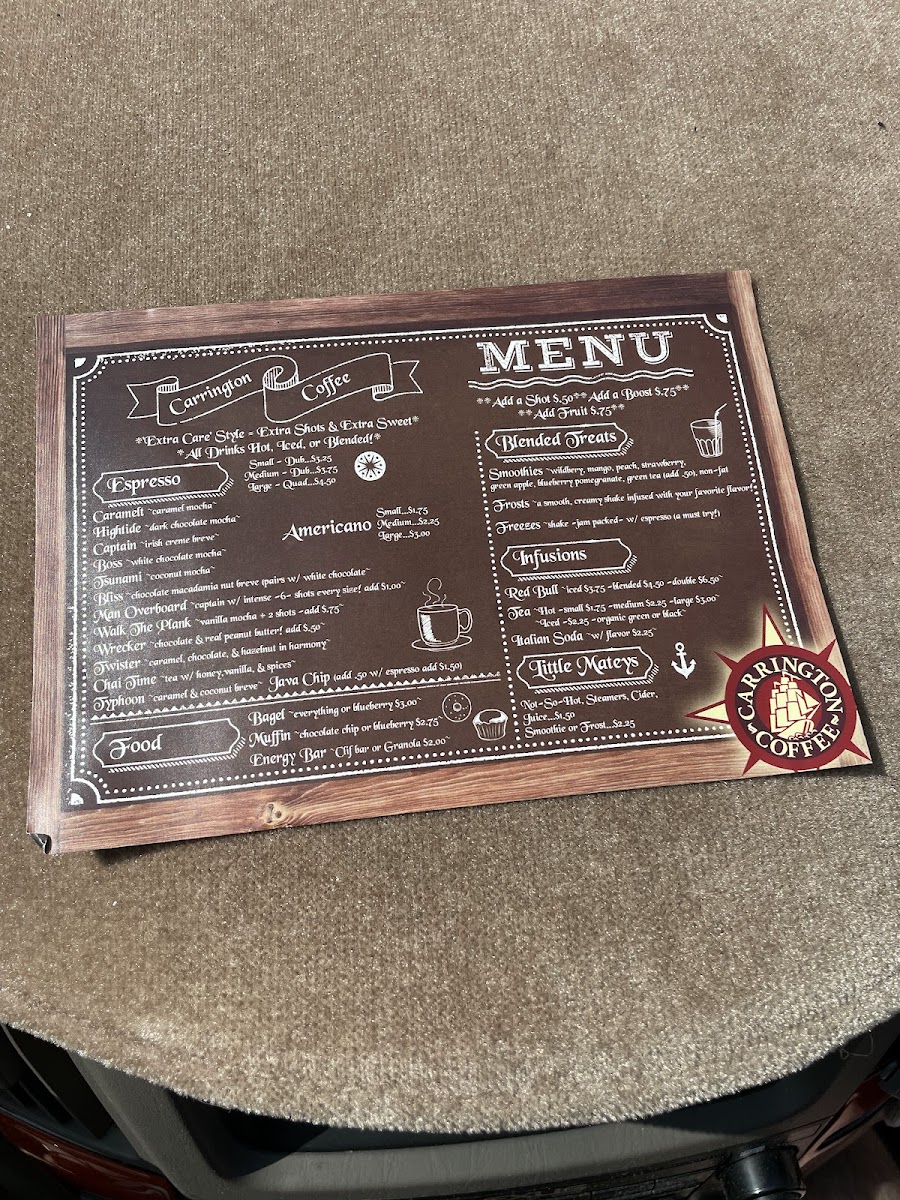 Carrington Coffee
*'Extra Care' Style - Extra Shots & Extra Sweet*
*All Drinks Hot, Iced, or Blended!*
Espresso
Small - Dub...$3.25
Medium - Dub...$3.75
Large - Quad...$4.50
Caramelt ~caramel mocha~
Hightide ~dark chocolate mocha~
Captain ~irish creme breve~
Boss ~white chocolate mocha~
Tsunami ~coconut mocha~
Americano
Small...$1.75
Medium...$2.25
Large...$3.00
Bliss ~chocolate macadamia nut breve (pairs w/ white chocolate~
Man Overboard ~captain w/ intense ~6~ shots every size! add $1.00~
Walk The Plank ~vanilla mocha + 2 shots ~add $.75~
Wrecker ~chocolate & real peanut butter! add $.50~
Twister ~caramel, chocolate, & hazelnut in harmony~
Chai Time ~tea w/ honey,vanilla, & spices~
Java Chip (add .50 w/ espresso add $1.50)
Typhoon ~caramel & coconut breve~
Food
Bagel ~everything or blueberry $3.00~
Muffin ~chocolate chip or blueberry $2.75~
Energy Bar ~Clif bar or Granola $2.00~
MENU
**Add a Shot $.50** Add a Boost $.75**
**Add Fruit $.75**
Blended Treats
Smoothies ~wildbery, mango, peach, strawberry,
green apple, blueberry pomegranate, green tea (add .50), non-fat
Frosts ~a smooth, creamy shake infused with your favorite flavor!
Freezes ~shake ~jam packed~ w/ espresso (a must try!)
Infusions
Red Bull ~iced $3.75 ~blended $4.50 ~double $6.50~
Tea ~Hot ~small $1.75 ~medium $2.25 ~large $3.00~
~Iced ~$2.25 ~organic green or black~
Italian Soda ~w/ flavor $2.25~
Little Mateys
Not-So-Hot, Steamers, Cider,
Juice...$1.50
Smoothie or Frost...$2.25
CARRINGTON
COFFEE